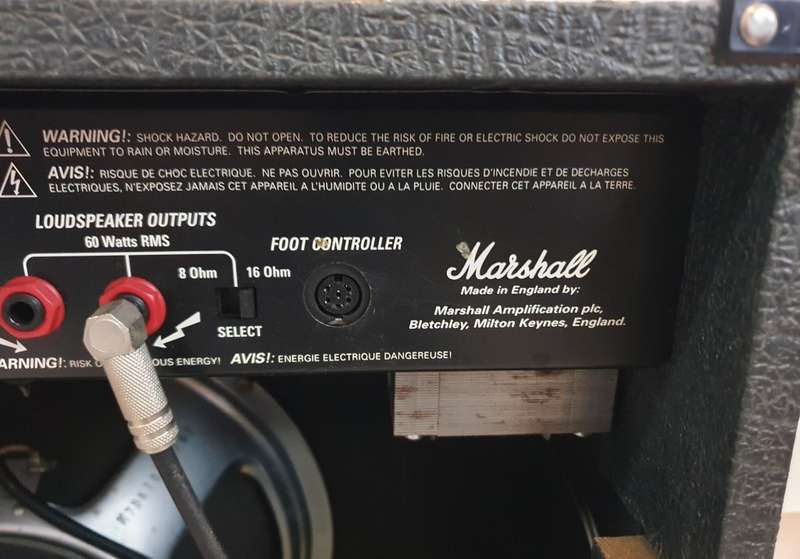 WARNING!: SHOCK HAZARD. DO NOT OPEN. TO REDUCE THE RISK OF FIRE OR ELECTRIC SHOCK DO NOT EXPOSE THIS
EQUIPMENT TO RAIN OR MOISTURE. THIS APPARATUS MUST BE EARTHED.
AVIS!: RISQUE DE CHOC ELECTRIQUE. NE PAS OUVRIR. POUR EVITER LES RISQUES D'INCENDIE ET DE DECHARGES
ELECTRIQUES, N'EXPOSEZ JAMAIS CET APPAREIL A L'HUMIDITE OU A LA PLUIE. CONNECTER CET APPAREIL A LA TERRE.
LOUDSPEAKER OUTPUTS
60 Watts RMS
8 Ohm 16 Ohm
SELECT
FOOT CONTROLLER
Marshall
Made in England by:
Marshall Amplification plc,
Bletchley, Milton Keynes, England.
ARNING!: RISK OUS ENERGY! AVIS!: ENERGIE ELECTRIQUE DANGEREUSE!